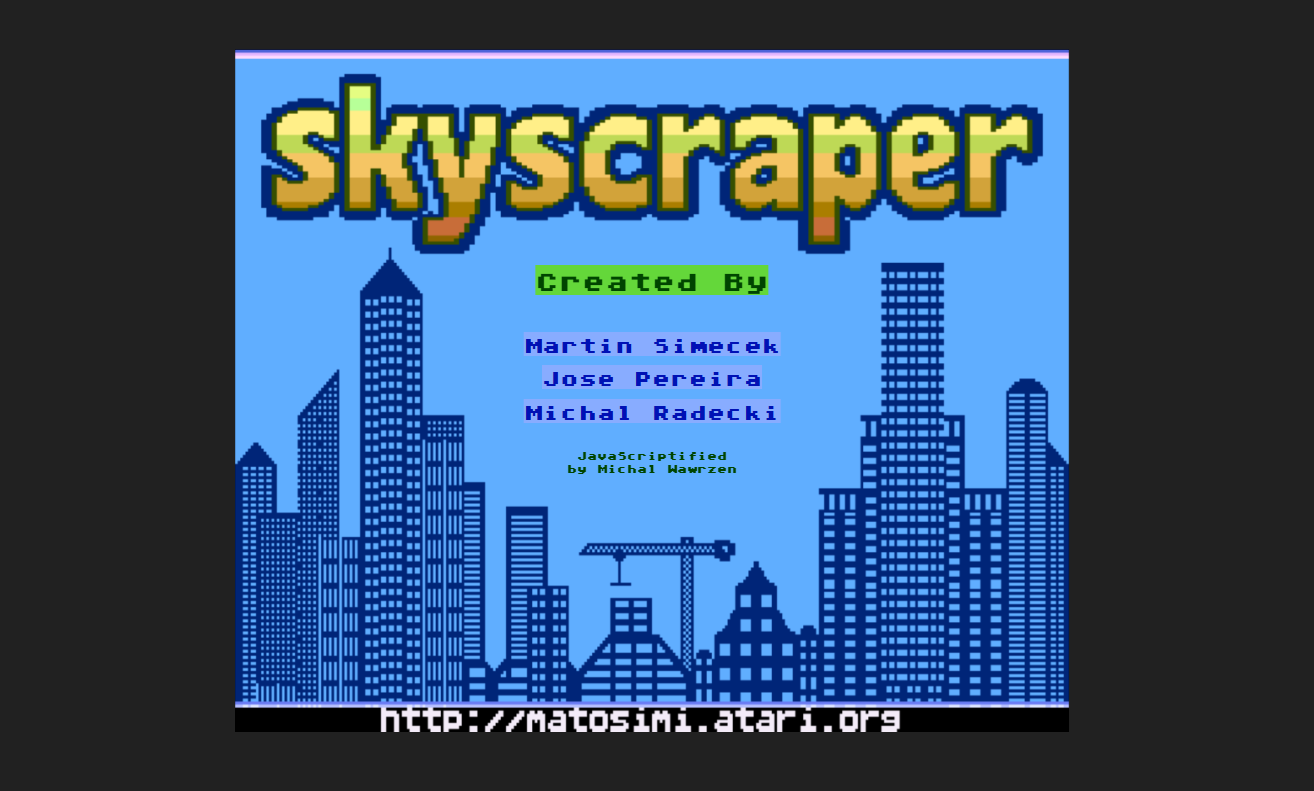 skyscraper
Created By
Martin Simecek
Jose Pereira
Michal Radecki
JavaScriptified
by Michal Wawrzen
http://matosimi.atari.org